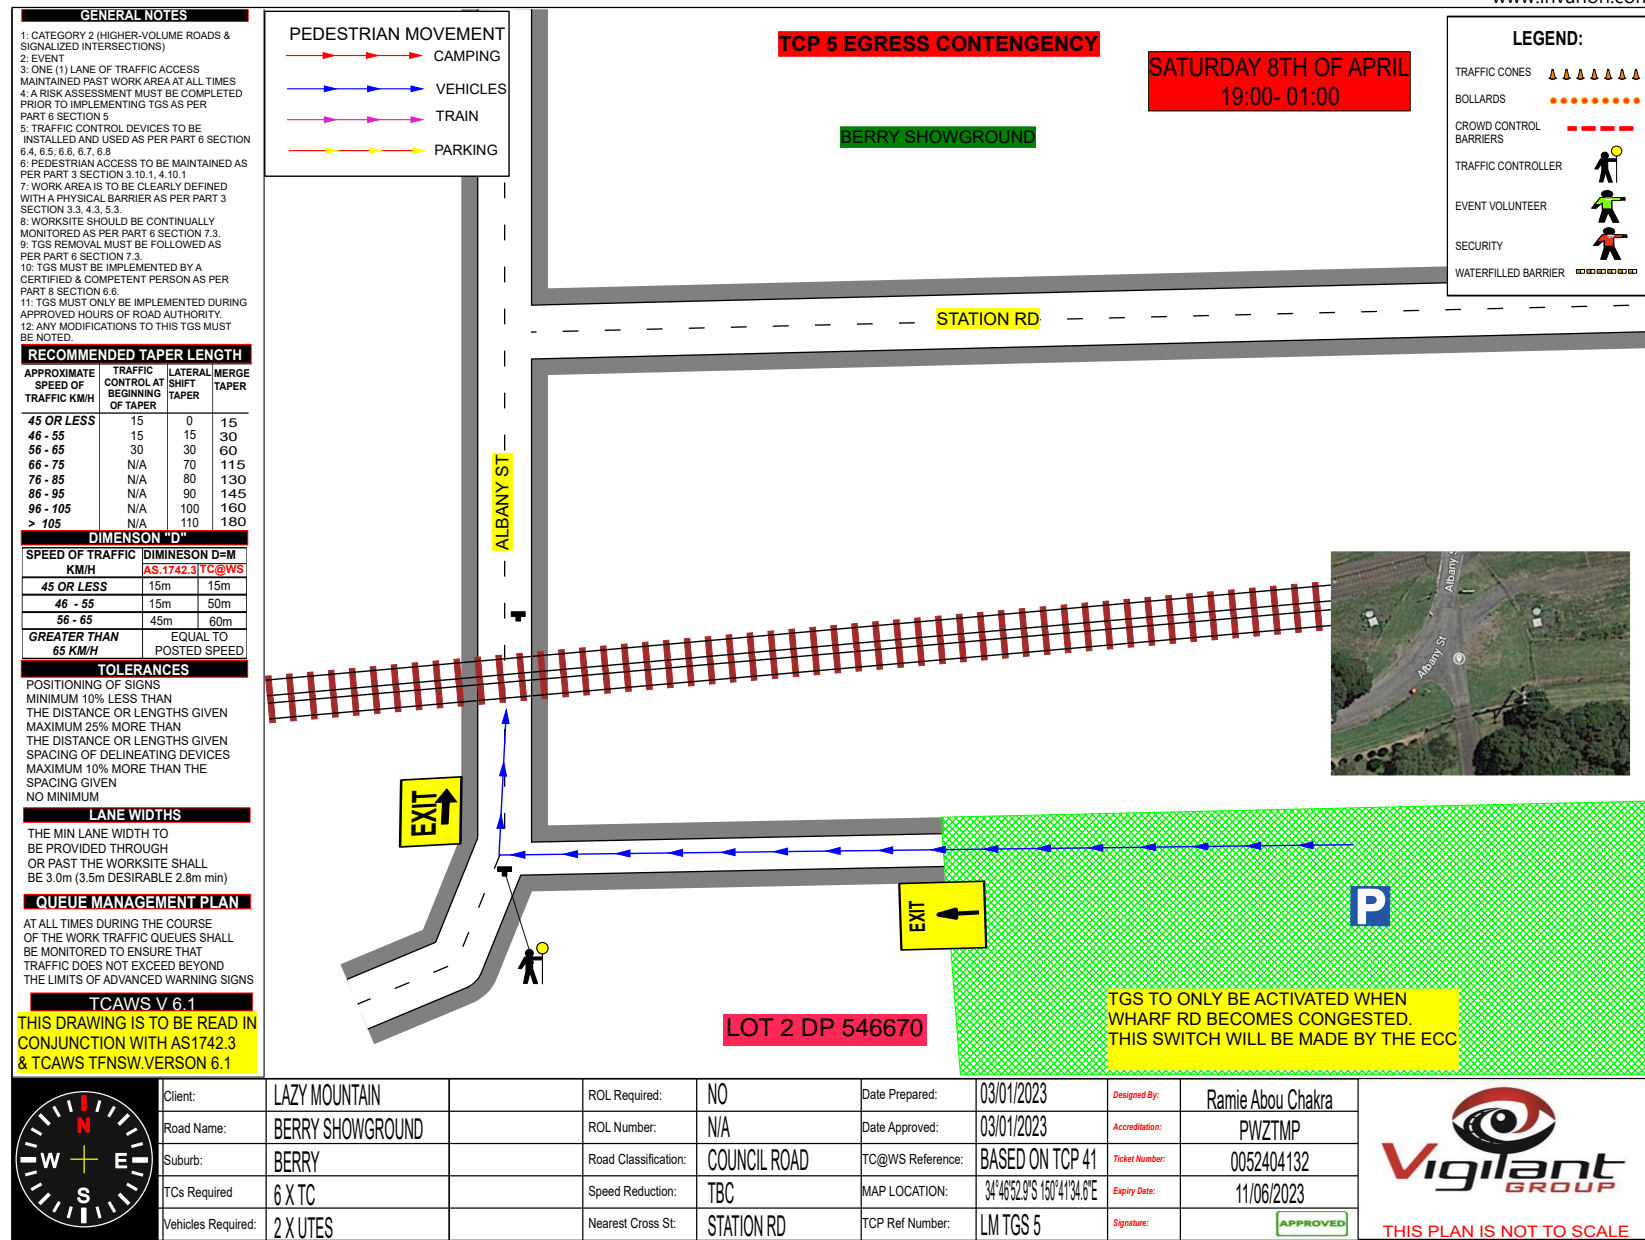 www.invarion.com
GENERAL NOTES
1: CATEGORY 2 (HIGHER-VOLUME ROADS &
SIGNALIZED INTERSECTIONS)
2: EVENT
3: ONE (1) LANE OF TRAFFIC ACCESS
MAINTAINED PAST WORK AREA AT ALL TIMES
4: A RISK ASSESSMENT MUST BE COMPLETED
PRIOR TO IMPLEMENTING TGS AS PER
PART 6 SECTION 5
5: TRAFFIC CONTROL DEVICES TO BE
INSTALLED AND USED AS PER PART 6 SECTION
6.4, 6.5, 6.6, 6.7, 6.8
6: PEDESTRIAN ACCESS TO BE MAINTAINED AS
PER PART 3 SECTION 3.10.1, 4.10.1
7: WORK AREA IS TO BE CLEARLY DEFINED
WITH A PHYSICAL BARRIER AS PER PART 3
SECTION 3.3, 4.3, 5.3.
8: WORKSITE SHOULD BE CONTINUALLY
MONITORED AS PER PART 6 SECTION 7.3.
9: TGS REMOVAL MUST BE FOLLOWED AS
PER PART 6 SECTION 7.3.
10: TGS MUST BE IMPLEMENTED BY A
CERTIFIED & COMPETENT PERSON AS PER
PART 8 SECTION 6.6.
11: TGS MUST ONLY BE IMPLEMENTED DURING
APPROVED HOURS OF ROAD AUTHORITY.
12: ANY MODIFICATIONS TO THIS TGS MUST
BE NOTED.
RECOMMENDED TAPER LENGTH
APPROXIMATE SPEED OF TRAFFIC KM/H TRAFFIC CONTROL AT BEGINNING OF TAPER LATERAL SHIFT TAPER MERGE TAPER
45 OR LESS 15 0 15
46 - 55 15 15 30
56 - 65 30 30 60
66 - 75 N/A 70 115
76 - 85 N/A 80 130
86 - 95 N/A 90 145
96 - 105 N/A 100 160
> 105 N/A 110 180
DIMENSON "D"
SPEED OF TRAFFIC KM/H DIMINESON D=M
AS.1742.3 TC@WS
45 OR LESS 15m 15m
46 - 55 15m 50m
56 - 65 45m 60m
GREATER THAN 65 KM/H EQUAL TO POSTED SPEED
TOLERANCES
POSITIONING OF SIGNS
MINIMUM 10% LESS THAN
THE DISTANCE OR LENGTHS GIVEN
MAXIMUM 25% MORE THAN
THE DISTANCE OR LENGTHS GIVEN
SPACING OF DELINEATING DEVICES
MAXIMUM 10% MORE THAN THE
SPACING GIVEN
NO MINIMUM
LANE WIDTHS
THE MIN LANE WIDTH TO
BE PROVIDED THROUGH
OR PAST THE WORKSITE SHALL
BE 3.0m (3.5m DESIRABLE 2.8m min)
QUEUE MANAGEMENT PLAN
AT ALL TIMES DURING THE COURSE
OF THE WORK TRAFFIC QUEUES SHALL
BE MONITORED TO ENSURE THAT
TRAFFIC DOES NOT EXCEED BEYOND
THE LIMITS OF ADVANCED WARNING SIGNS
TCAWS V 6.1
THIS DRAWING IS TO BE READ IN
CONJUNCTION WITH AS1742.3
& TCAWS TFNSW.VERSON 6.1
PEDESTRIAN MOVEMENT
CAMPING
VEHICLES
TRAIN
PARKING
TCP 5 EGRESS CONTENGENCY
SATURDAY 8TH OF APRIL
19:00- 01:00
BERRY SHOWGROUND
LEGEND:
TRAFFIC CONES
BOLLARDS
CROWD CONTROL
BARRIERS
TRAFFIC CONTROLLER
EVENT VOLUNTEER
SECURITY
WATERFILLED BARRIER
STATION RD
ALBANY ST
Albany S
Albany St
EXIT
EXIT
P
LOT 2 DP 546670
TGS TO ONLY BE ACTIVATED WHEN
WHARF RD BECOMES CONGESTED.
THIS SWITCH WILL BE MADE BY THE ECC
N
W E
S
Client: LAZY MOUNTAIN ROL Required: NO Date Prepared: 03/01/2023 Designed By: Ramie Abou Chakra
Road Name: BERRY SHOWGROUND ROL Number: N/A Date Approved: 03/01/2023 Accreditation: PWZTMP
Suburb: BERRY Road Classification: COUNCIL ROAD TC@WS Reference: BASED ON TCP 41 Ticket Number: 0052404132
TCs Required 6 X TC Speed Reduction: TBC MAP LOCATION: 34°46'52.9"S 150°41'34.6"E Expiry Date: 11/06/2023
Vehicles Required: 2 X UTES Nearest Cross St: STATION RD TCP Ref Number: LM TGS 5 Signature: APPROVED
Vigilant
GROUP
THIS PLAN IS NOT TO SCALE